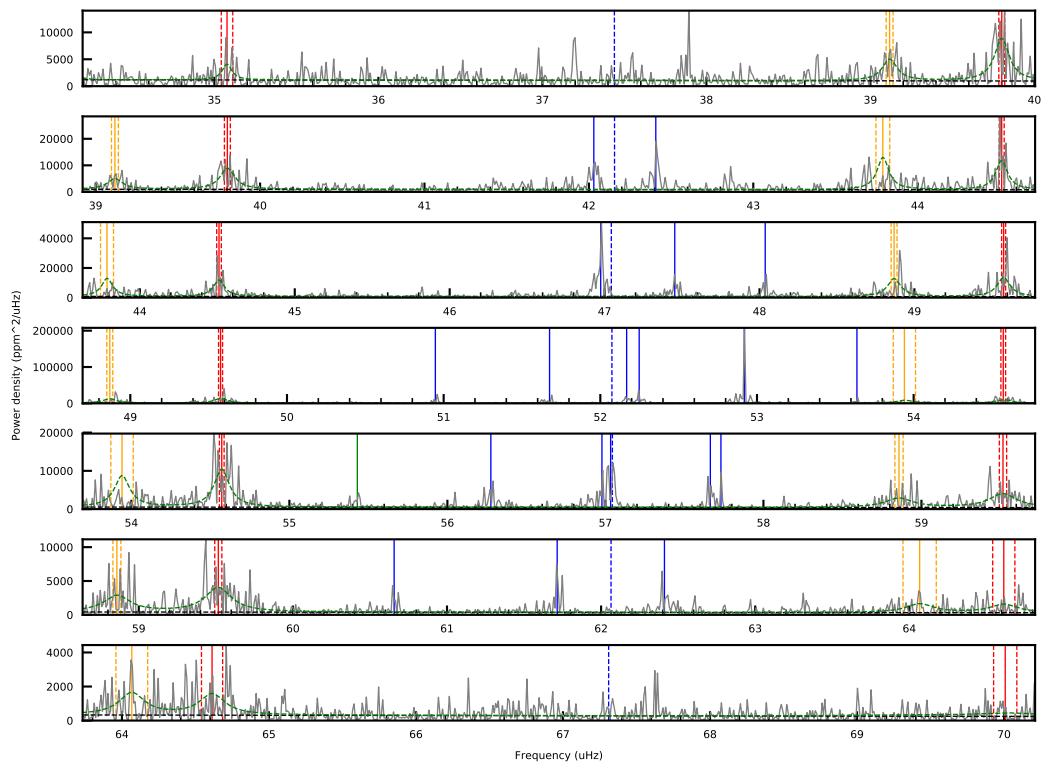 10000
5000
0
35 36 37 38 39 40
20000
10000
0
39 40 41 42 43 44
40000
20000
0
44 45 46 47 48 49
200000
100000
0
49 50 51 52 53 54
Power density (ppm^2/uHz)
20000
10000
0
54 55 56 57 58 59
10000
5000
0
59 60 61 62 63 64
4000
2000
0
64 65 66 67 68 69 70
Frequency (uHz)